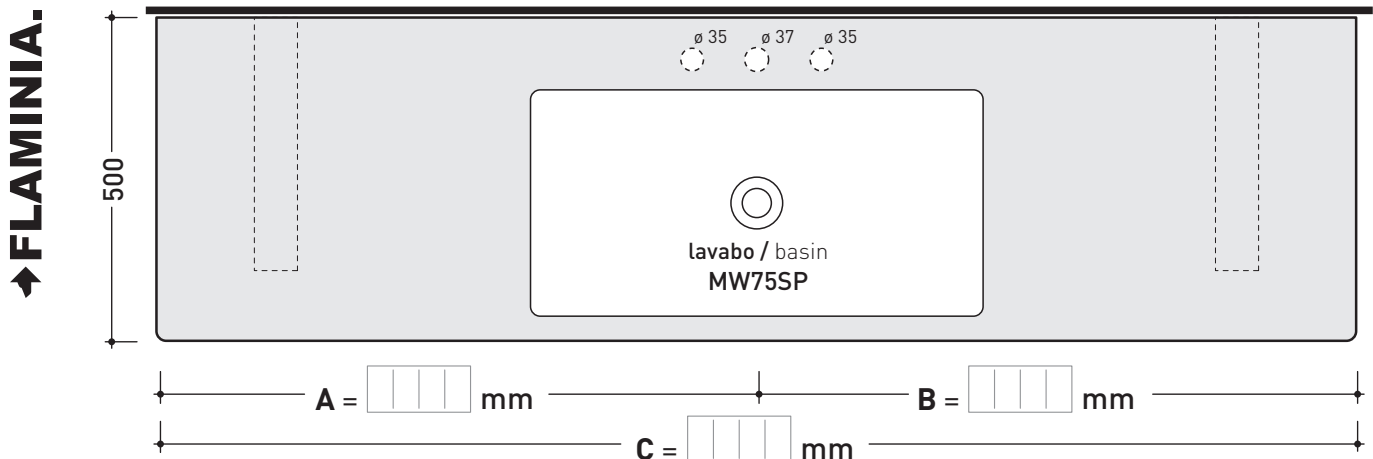 FLAMINIA.
ø 35 ø 37 ø 35
500
lavabo / basin
MW75SP
A = mm B = mm
C = mm